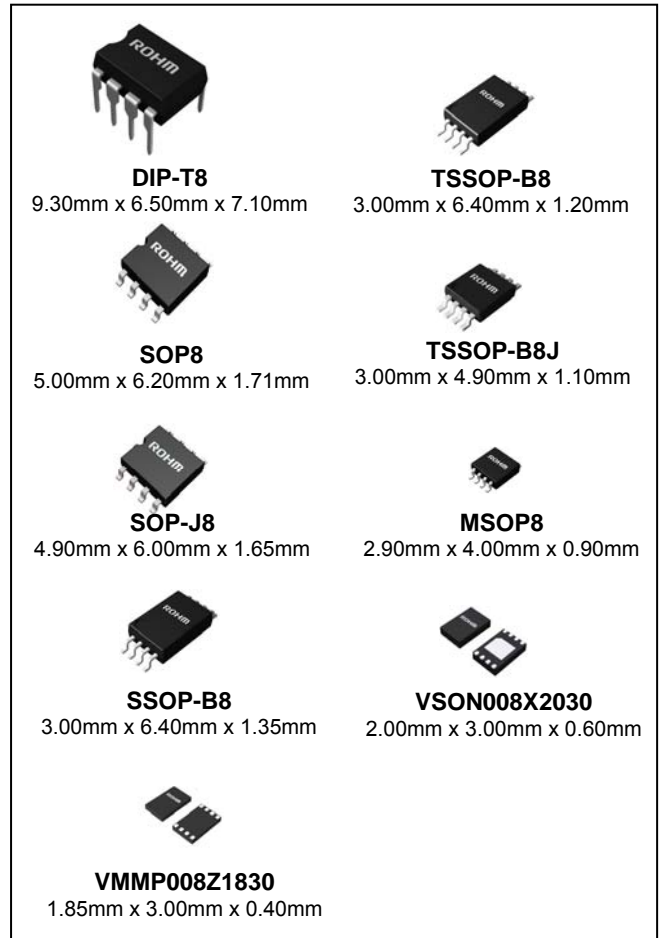 ROHM
DIP-T8
9.30mm x 6.50mm x 7.10mm
ROHM
TSSOP-B8
3.00mm x 6.40mm x 1.20mm
ROHM
SOP8
5.00mm x 6.20mm x 1.71mm
ROHM
TSSOP-B8J
3.00mm x 4.90mm x 1.10mm
ROHM
SOP-J8
4.90mm x 6.00mm x 1.65mm
ROHM
MSOP8
2.90mm x 4.00mm x 0.90mm
ROHM
SSOP-B8
3.00mm x 6.40mm x 1.35mm
ROHM
VSON008X2030
2.00mm x 3.00mm x 0.60mm
ROHM
VMMP008Z1830
1.85mm x 3.00mm x 0.40mm